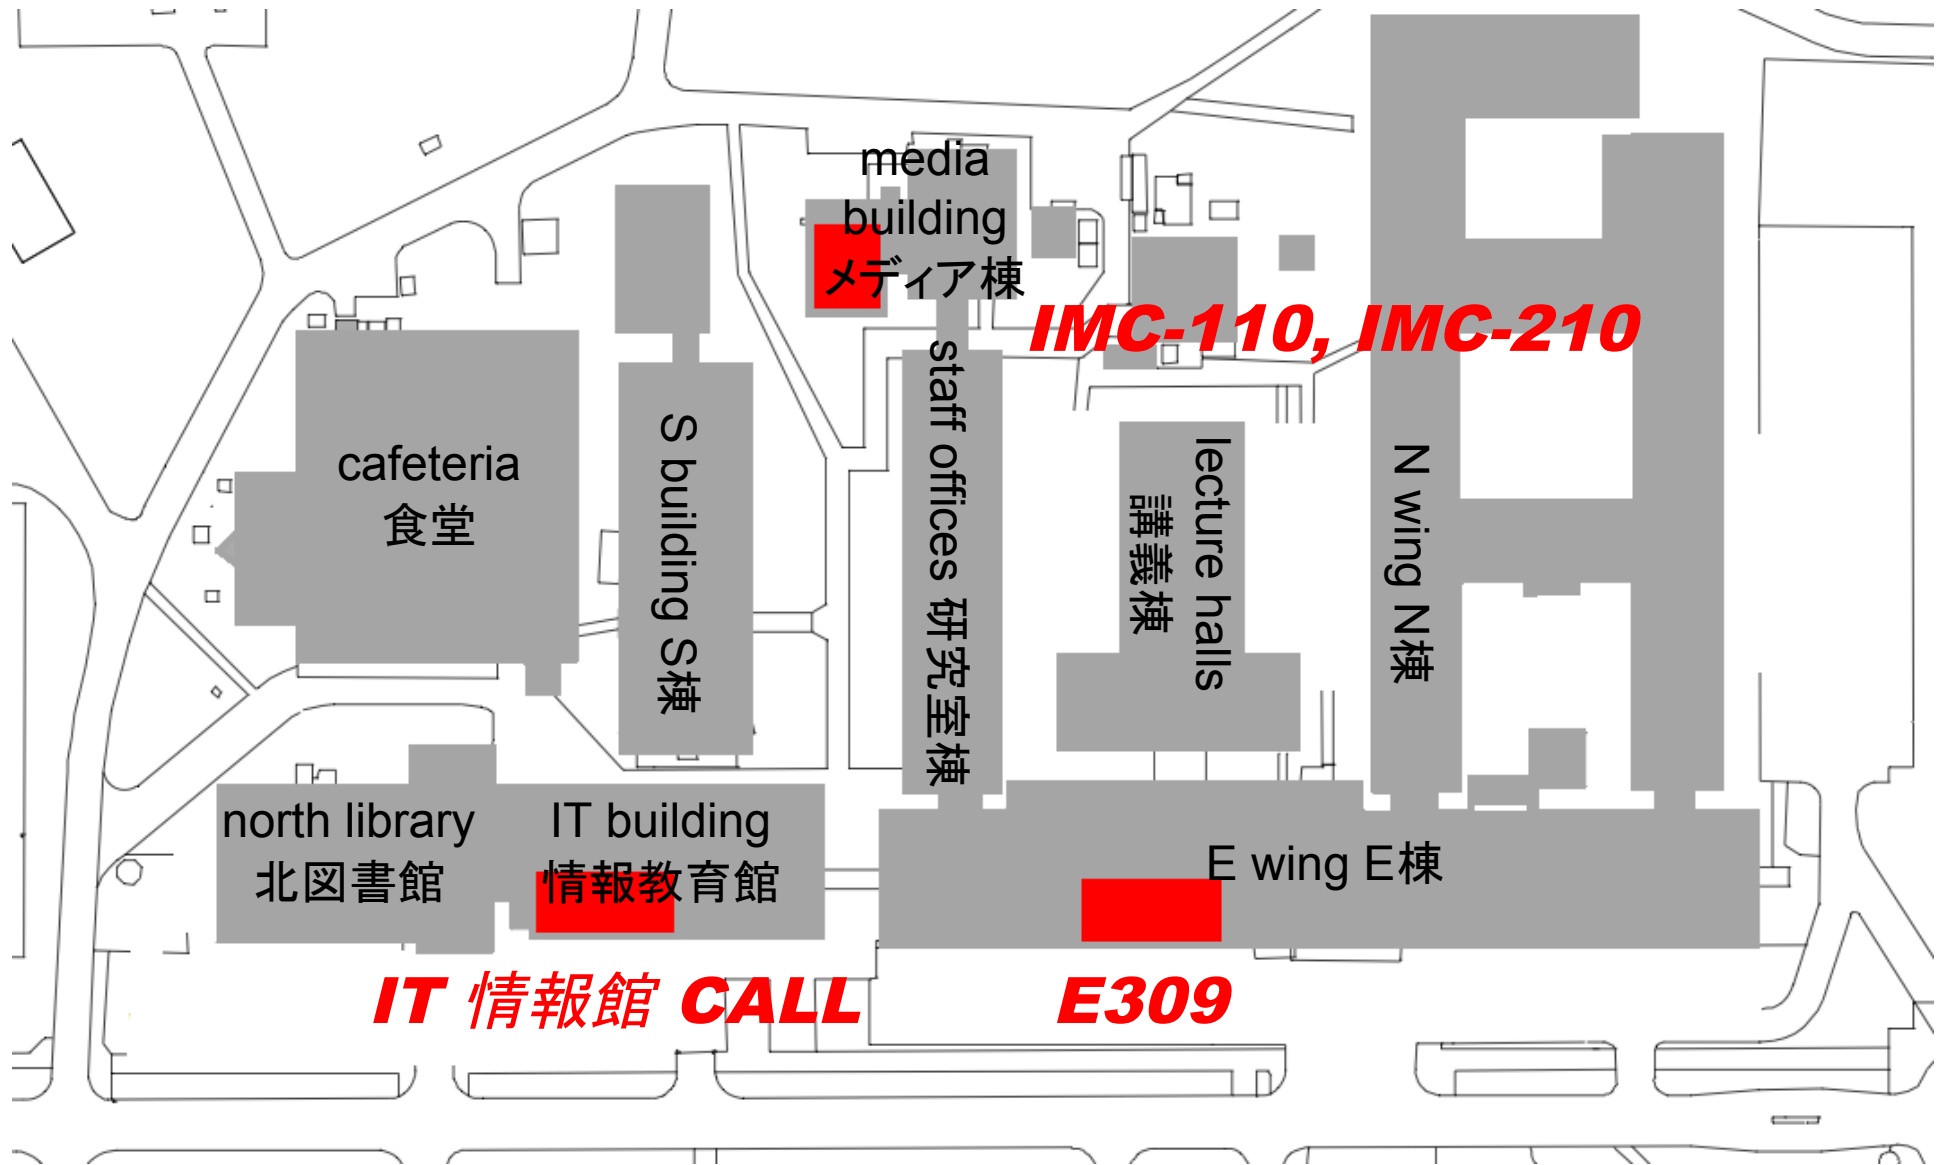 media
building
メディア棟
IMC-110, IMC-210
cafeteria
食堂
S building S棟
staff offices 研究室棟
lecture halls
講義棟
N wing N棟
north library
北図書館
IT building
情報教育館
E wing E棟
IT 情報館 CALL
E309